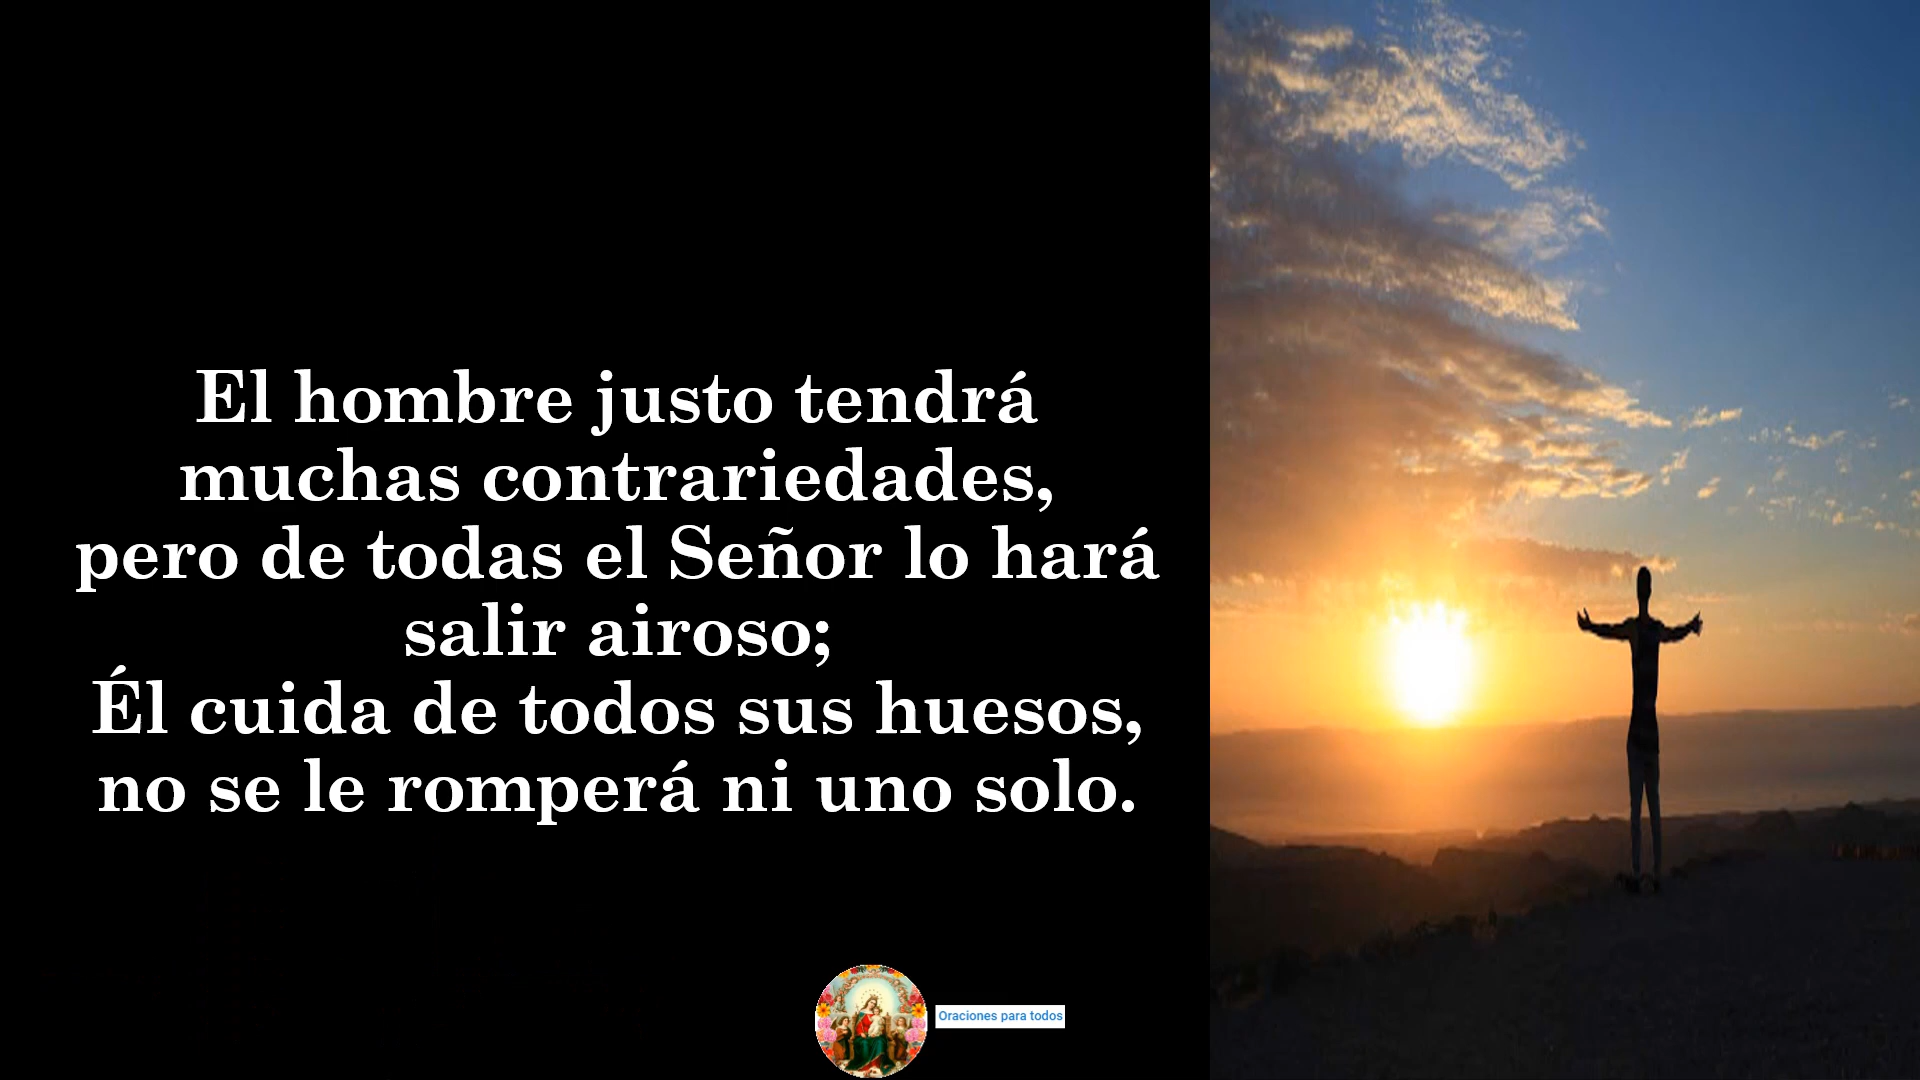 El hombre justo tendrá
muchas contrariedades,
pero de todas el Señor lo hará
salir airoso;
Él cuida de todos sus huesos,
no se le romperá ni uno solo.
Oraciones para todos